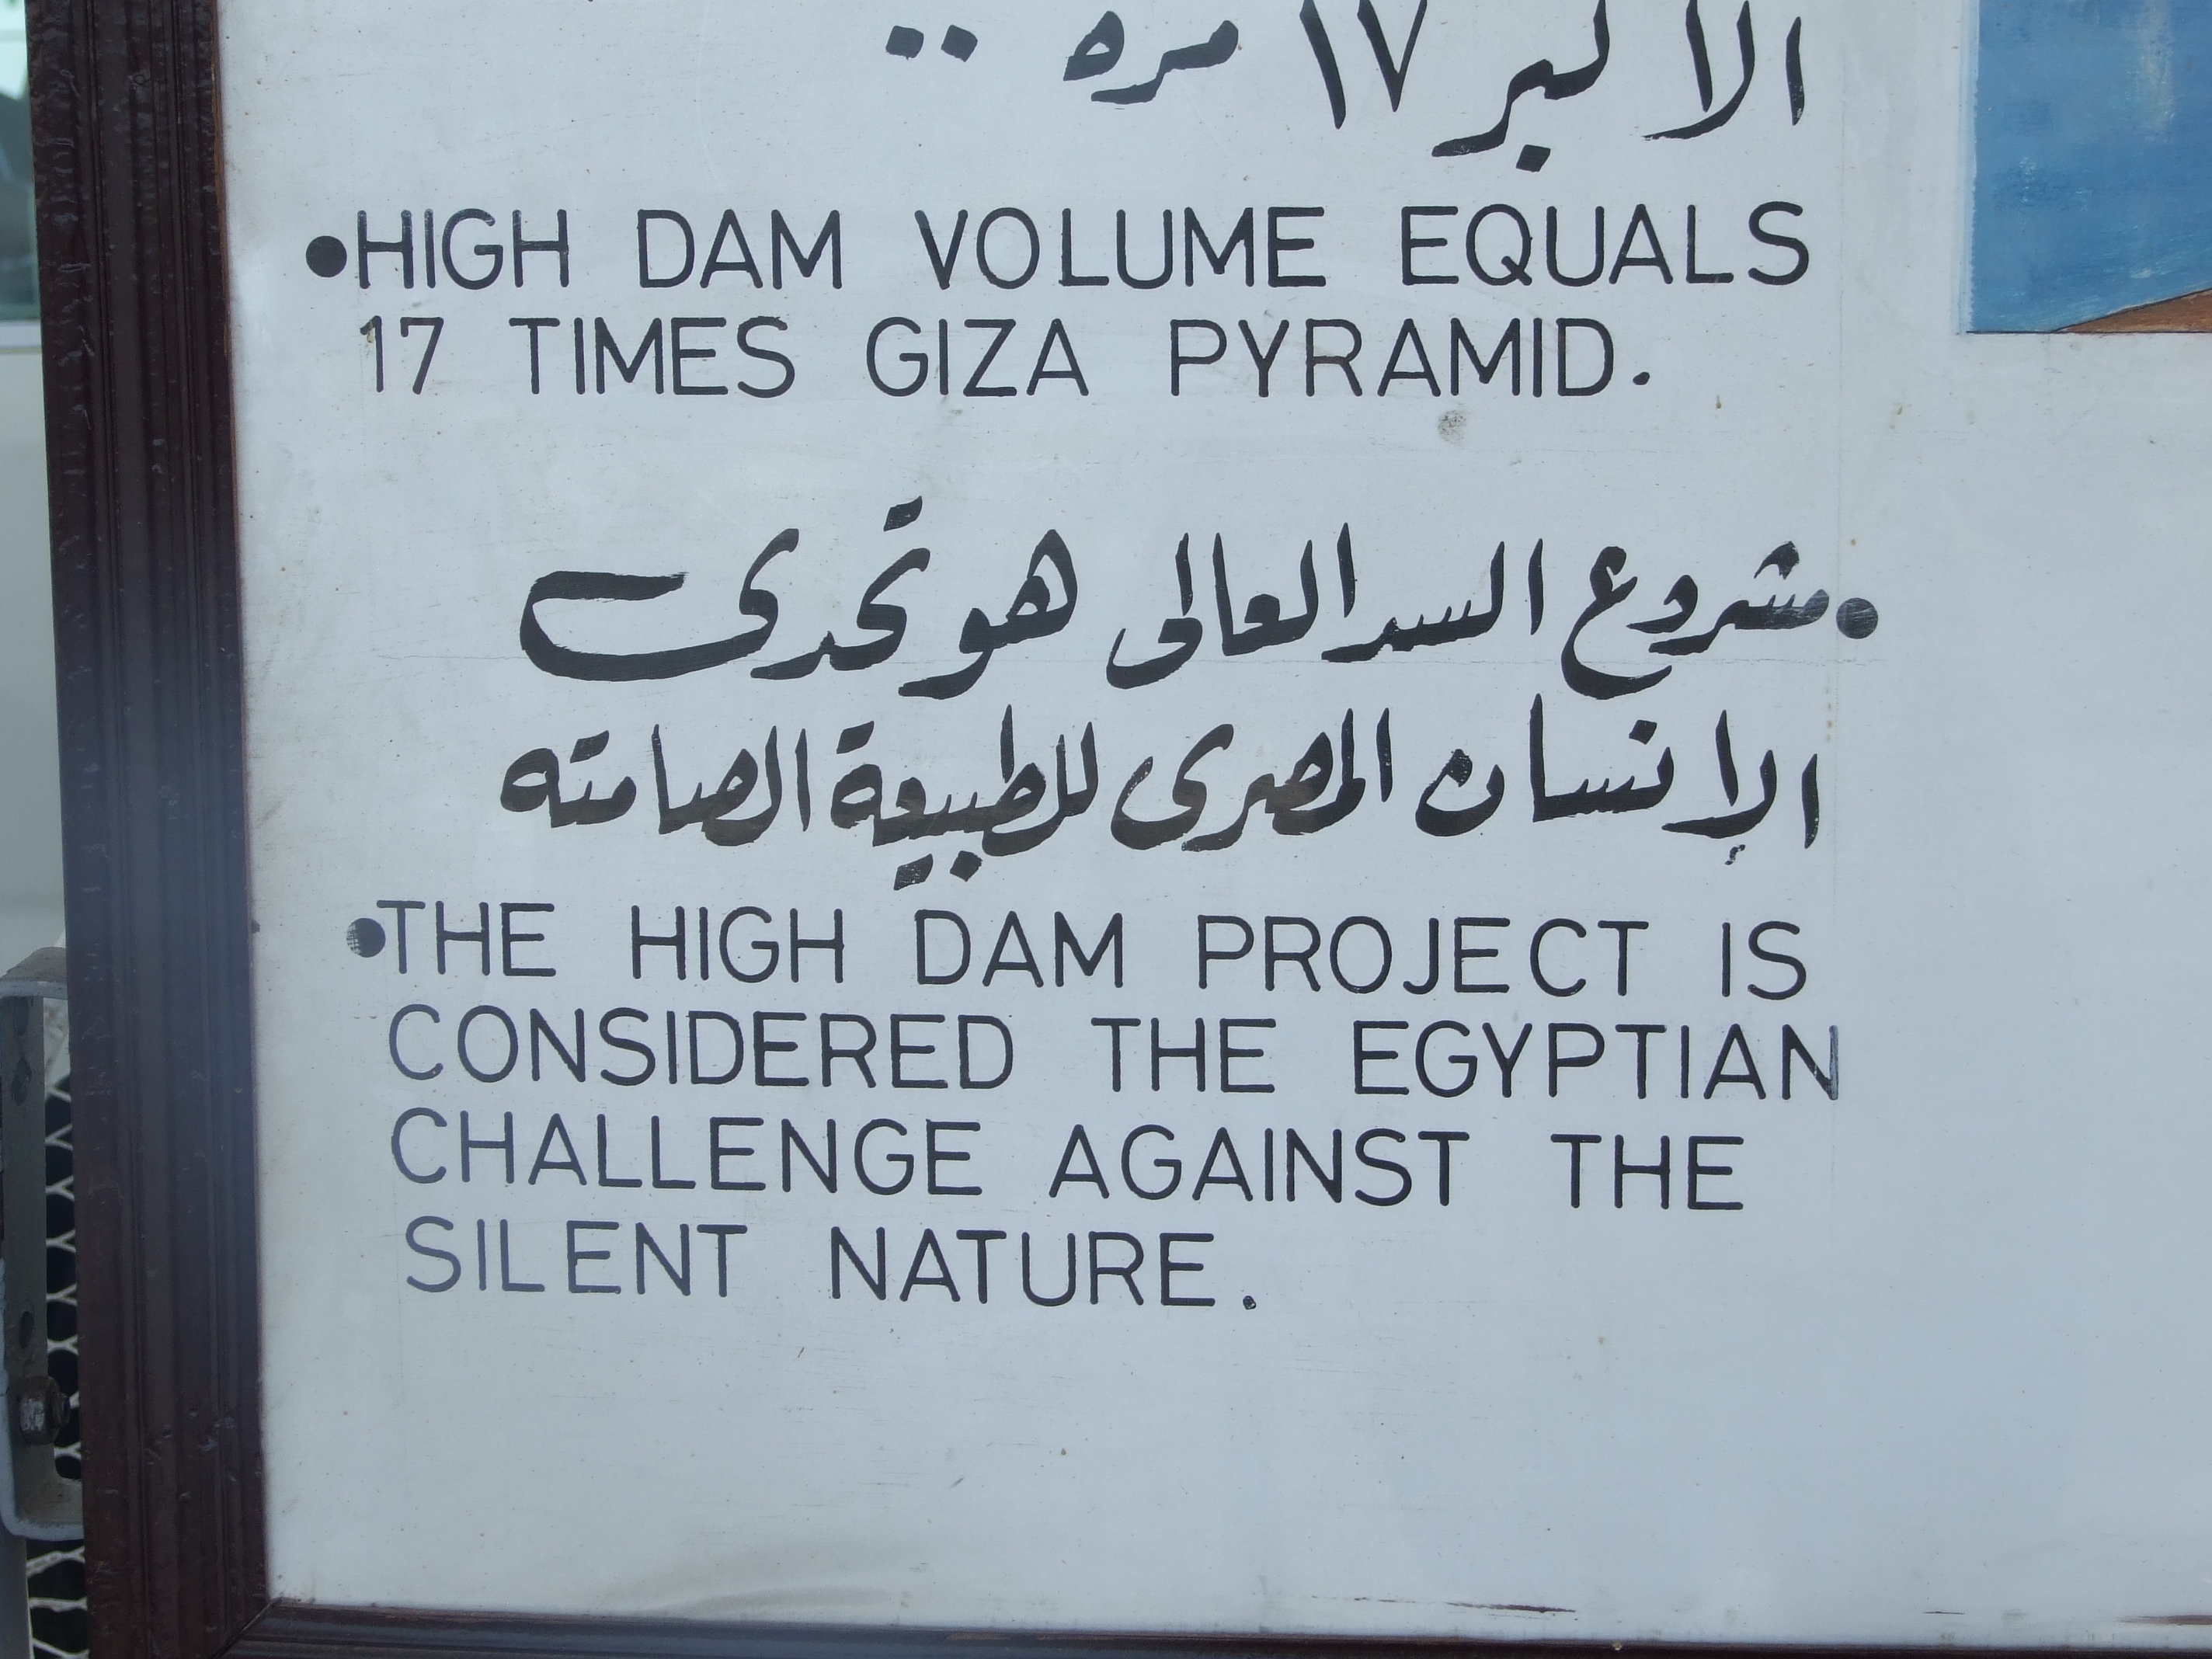 الأكبر ١٧ مره ..
•HIGH DAM VOLUME EQUALS
17 TIMES GIZA PYRAMID.
•مشروع السد العالى هو تحدى
الإنسان المصرى للطبيعة الصامته
•THE HIGH DAM PROJECT IS
CONSIDERED THE EGYPTIAN
CHALLENGE AGAINST THE
SILENT NATURE.